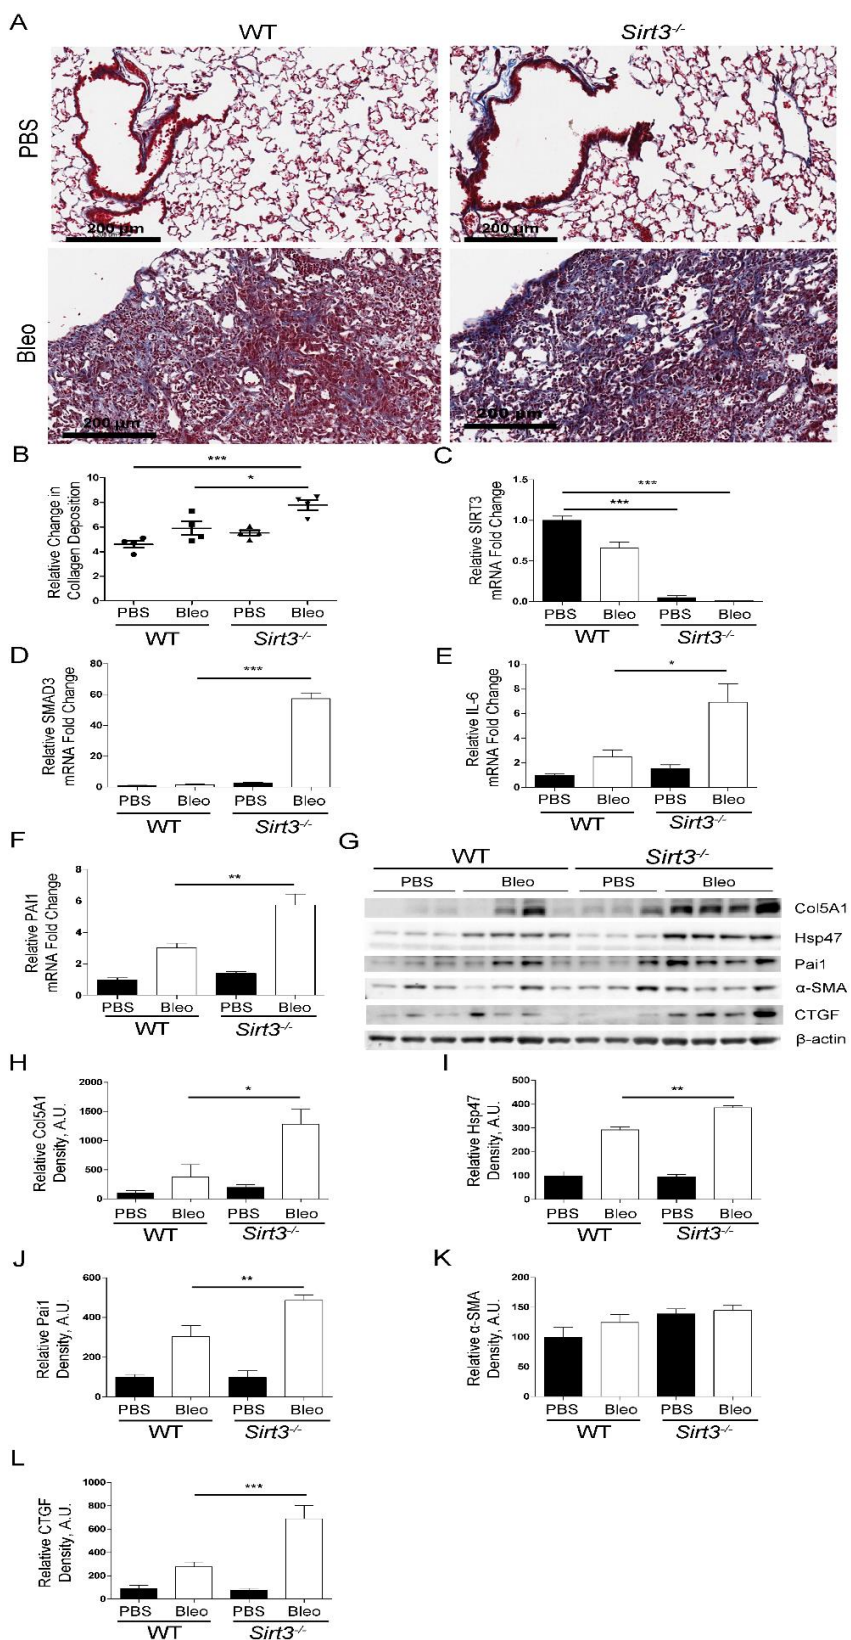 A
WT
Sirt3-/-
PBS
200 µm
200 µm
Bleo
200 µm
200 µm
B
***
*
Relative Change in
Collagen Deposition
10
8
6
4
2
0
PBS Bleo PBS Bleo
WT Sirt3-/-
C
***
***
Relative SIRT3
mRNA Fold Change
1.5
1.0
0.5
0.0
PBS Bleo PBS Bleo
WT Sirt3-/-
D
***
Relative SMAD3
mRNA Fold Change
80
60
40
20
0
PBS Bleo PBS Bleo
WT Sirt3-/-
E
*
Relative IL-6
mRNA Fold Change
10
8
6
4
2
0
PBS Bleo PBS Bleo
WT Sirt3-/-
F
**
Relative PAI1
mRNA Fold Change
8
6
4
2
0
PBS Bleo PBS Bleo
WT Sirt3-/-
G
WT Sirt3-/-
PBS Bleo PBS Bleo
Col5A1
Hsp47
Pai1
α-SMA
CTGF
β-actin
H
*
Relative Col5A1
Density, A.U.
2000
1500
1000
500
0
PBS Bleo PBS Bleo
WT Sirt3-/-
I
**
Relative Hsp47
Density, A.U.
500
400
300
200
100
0
PBS Bleo PBS Bleo
WT Sirt3-/-
J
**
Relative Pai1
Density, A.U.
600
400
200
0
PBS Bleo PBS Bleo
WT Sirt3-/-
K
Relative α-SMA
Density, A.U.
200
150
100
50
0
PBS Bleo PBS Bleo
WT Sirt3-/-
L
***
Relative CTGF
Density, A.U.
1000
800
600
400
200
0
PBS Bleo PBS Bleo
WT Sirt3-/-